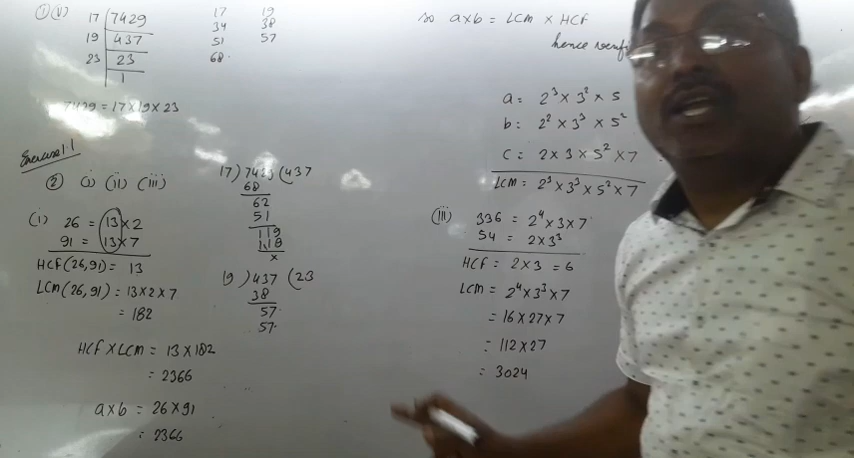 ① (v) 17 | 7429
19 | 437
23 | 23
1
7429 = 17 × 19 × 23
17 19
34 38
51 57
68
Exercise 1.1
② (i) (ii) (iii)
(i) 26 = 13 × 2
91 = 13 × 7
HCF(26,91) = 13
LCM(26,91) = 13 × 2 × 7
= 182
HCF × LCM = 13 × 182
= 2366
a×b = 26 × 91
= 2366
17 ) 7429 ( 437
68
62
51
119
119
×
19 ) 437 ( 23
38
57
57
so a×b = LCM × HCF
hence
a = 2³ × 3² × 5
b = 2² × 3³ × 5²
c = 2 × 3 × 5² × 7
LCM = 2³ × 3³ × 5² × 7
(iii) 336 = 2⁴ × 3 × 7
54 = 2 × 3³
HCF = 2 × 3 = 6
LCM = 2⁴ × 3³ × 7
= 16 × 27 × 7
= 112 × 27
= 3024